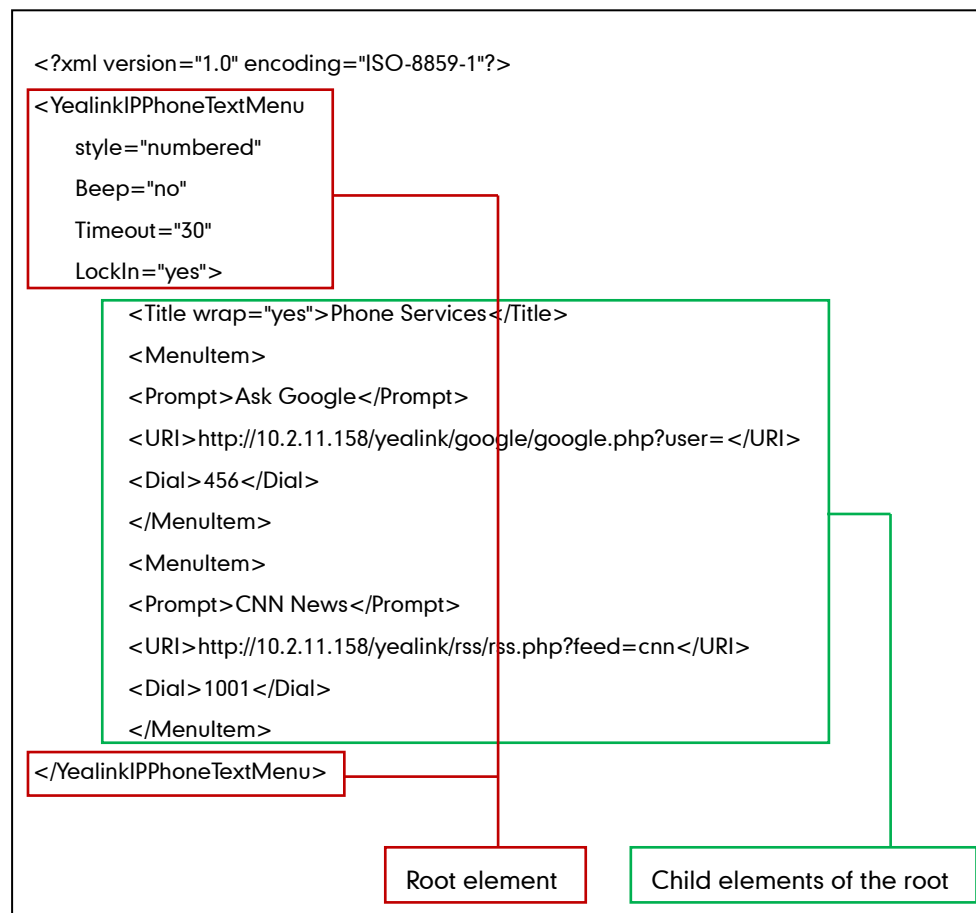 <?xml version="1.0" encoding="ISO-8859-1"?>
<YealinkIPPhoneTextMenu
style="numbered"
Beep="no"
Timeout="30"
LockIn="yes">
<Title wrap="yes">Phone Services</Title>
<MenuItem>
<Prompt>Ask Google</Prompt>
<URI>http://10.2.11.158/yealink/google/google.php?user=</URI>
<Dial>456</Dial>
</MenuItem>
<MenuItem>
<Prompt>CNN News</Prompt>
<URI>http://10.2.11.158/yealink/rss/rss.php?feed=cnn</URI>
<Dial>1001</Dial>
</MenuItem>
</YealinkIPPhoneTextMenu>
Root element
Child elements of the root